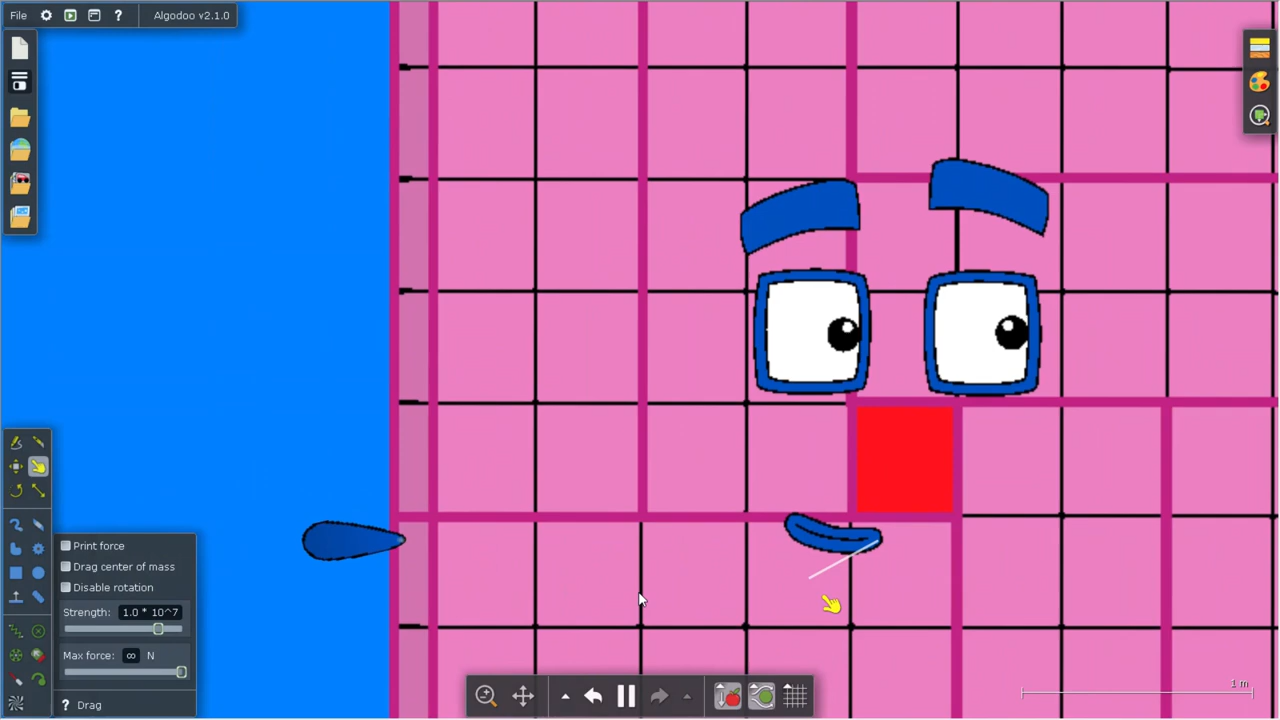 File ? Algodoo v2.1.0
Print force
Drag center of mass
Disable rotation
Strength: 1.0 * 10^7
Max force: ∞ N
? Drag
1 m